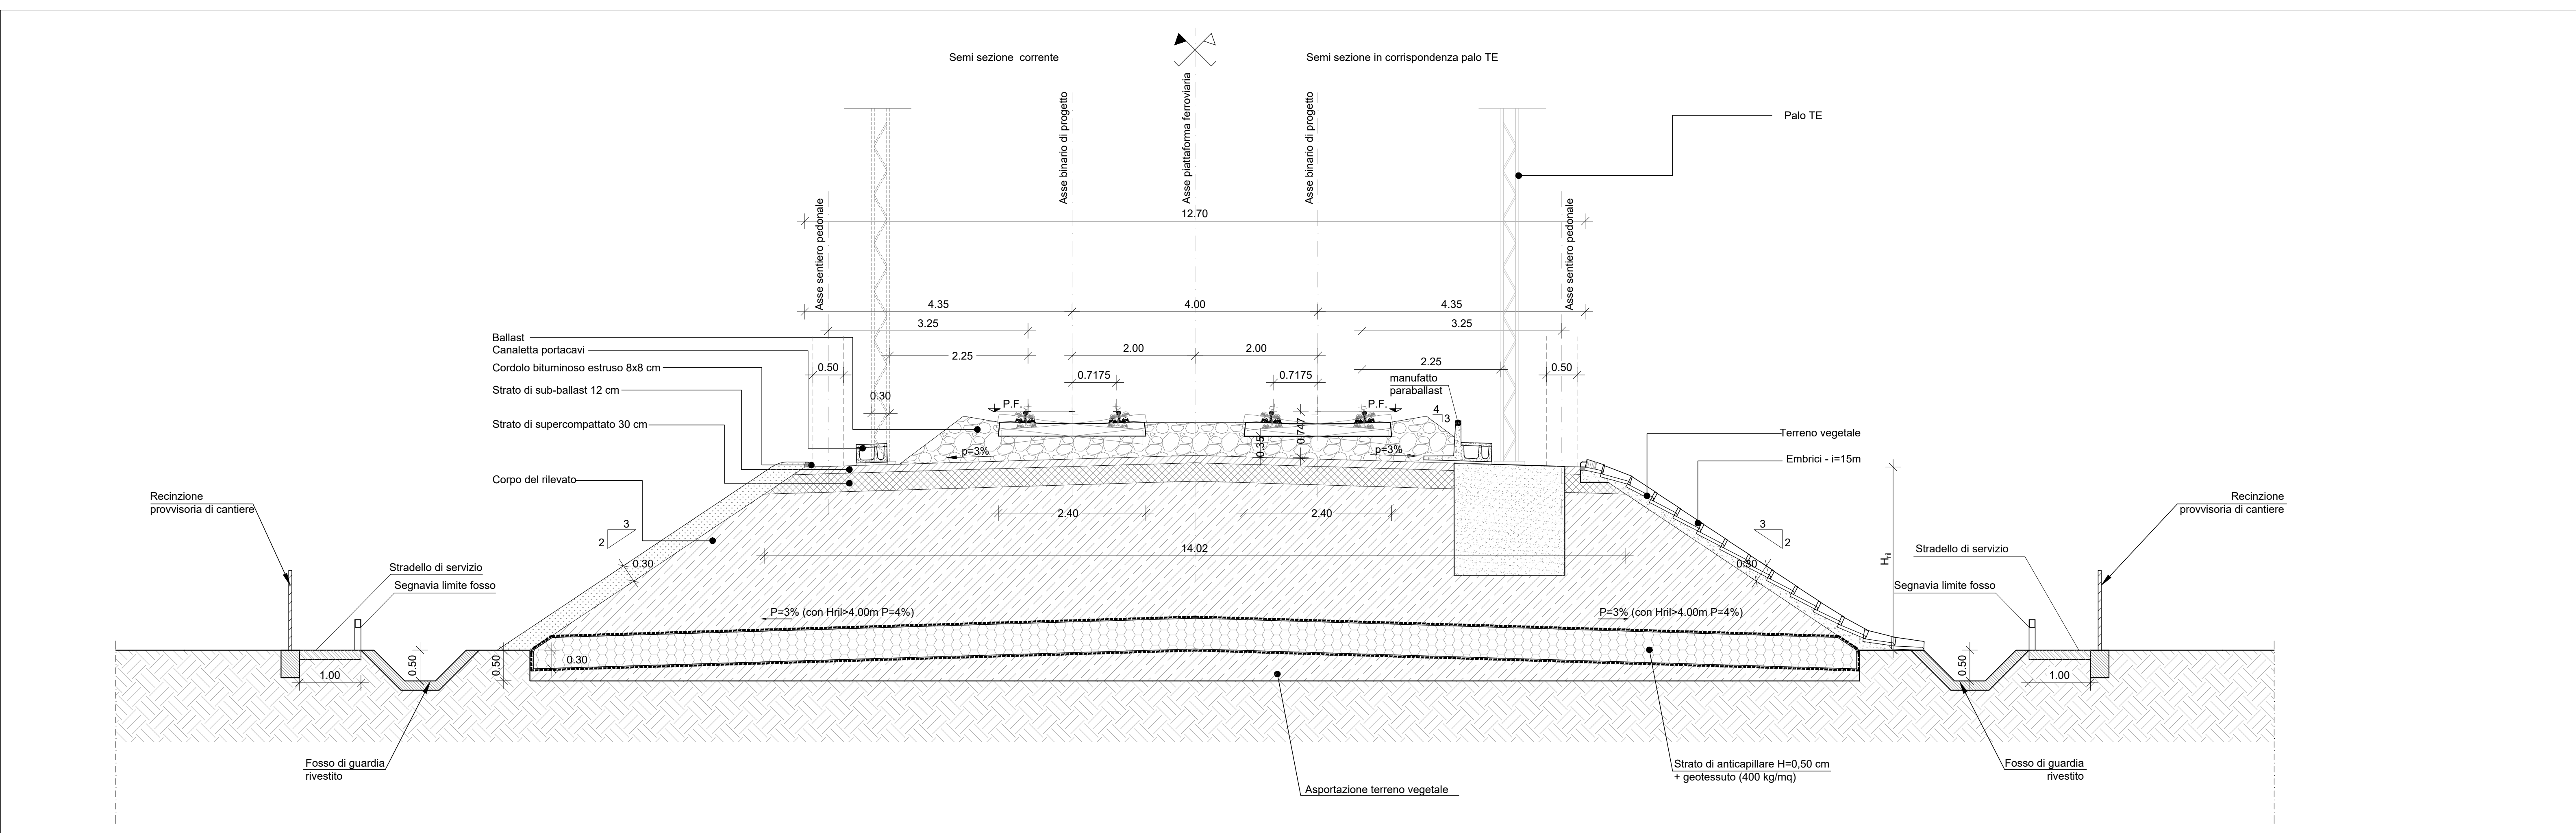 Semi sezione corrente
Semi sezione in corrispondenza palo TE
Asse binario di progetto
Asse piattaforma ferroviaria
Asse binario di progetto
Palo TE
Asse sentiero pedonale
12.70
Asse sentiero pedonale
4.35
4.00
4.35
3.25
3.25
Ballast
Canaletta portacavi
Cordolo bituminoso estruso 8x8 cm
Strato di sub-ballast 12 cm
Strato di supercompattato 30 cm
Corpo del rilevato
2.25
2.00
2.00
2.25
0.50
0.50
0.7175
0.7175
manufatto
paraballast
0.30
P.F.
P.F.
4
3
0.35
0.747
p=3%
p=3%
Terreno vegetale
Embrici - i=15m
2.40
2.40
14.02
Recinzione
provvisoria di cantiere
Recinzione
provvisoria di cantiere
3
2
3
2
0.30
0.30
Hril
Stradello di servizio
Segnavia limite fosso
Stradello di servizio
Segnavia limite fosso
P=3% (con Hril>4.00m P=4%)
P=3% (con Hril>4.00m P=4%)
0.50
0.50
0.30
0.50
1.00
1.00
Fosso di guardia
rivestito
Strato di anticapillare H=0,50 cm
+ geotessuto (400 kg/mq)
Fosso di guardia
rivestito
Asportazione terreno vegetale